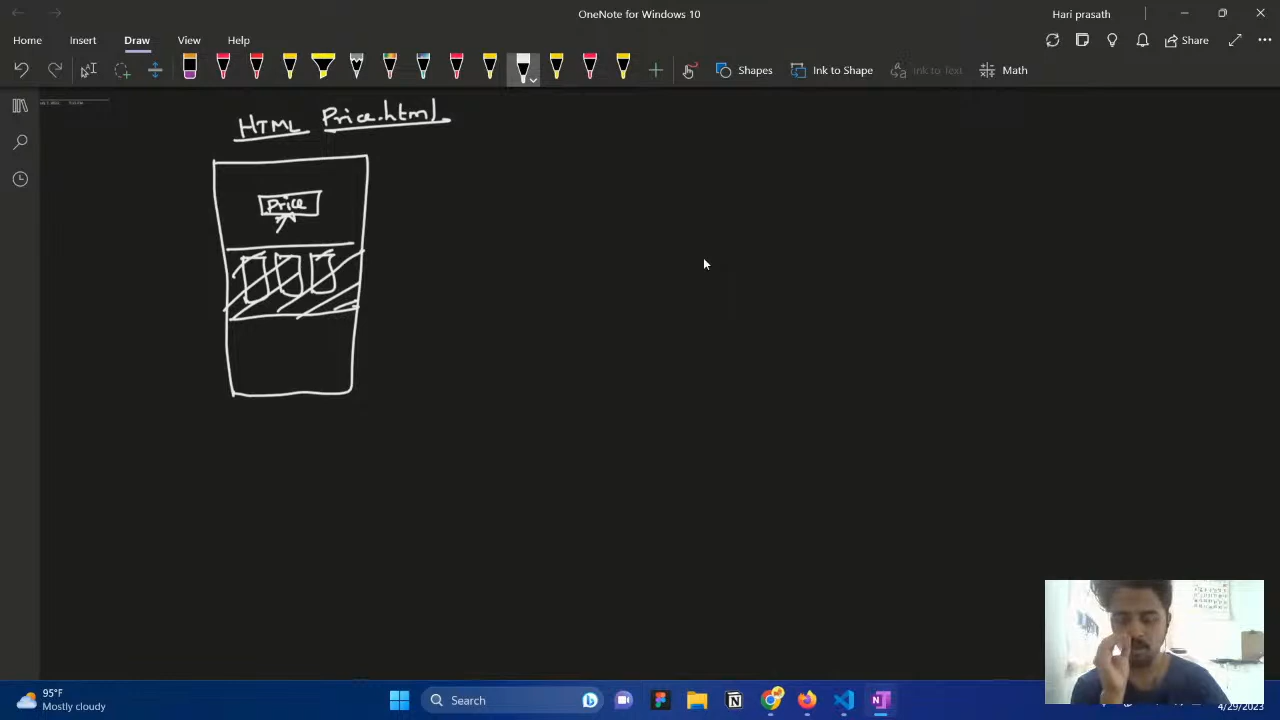 OneNote for Windows 10
Hari prasath
Home Insert Draw View Help
Share
Shapes Ink to Shape Ink to Text Math
HTML Price.html
Price
95°F
Mostly cloudy
Search